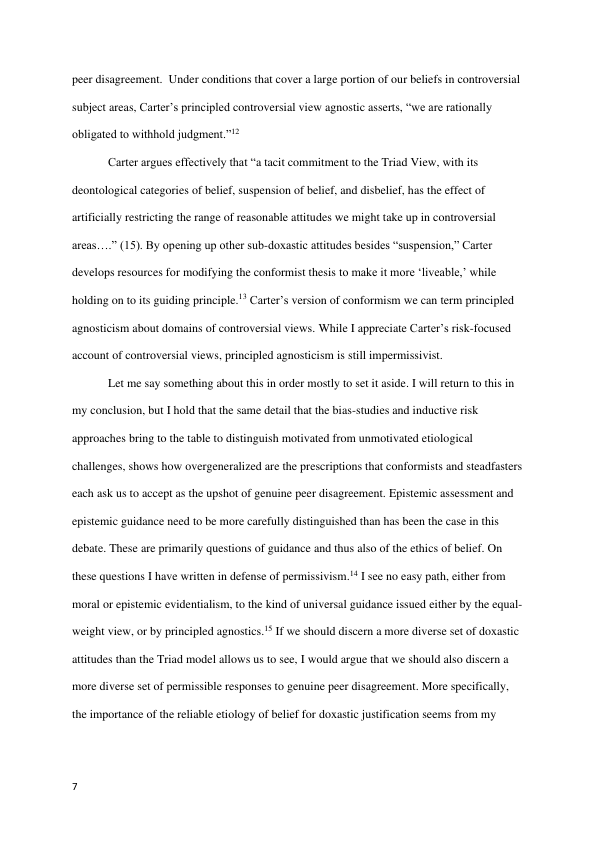 peer disagreement.  Under conditions that cover a large portion of our beliefs in controversial
subject areas, Carter’s principled controversial view agnostic asserts, “we are rationally
obligated to withhold judgment.”12
Carter argues effectively that “a tacit commitment to the Triad View, with its
deontological categories of belief, suspension of belief, and disbelief, has the effect of
artificially restricting the range of reasonable attitudes we might take up in controversial
areas….” (15). By opening up other sub-doxastic attitudes besides “suspension,” Carter
develops resources for modifying the conformist thesis to make it more ‘liveable,’ while
holding on to its guiding principle.13 Carter’s version of conformism we can term principled
agnosticism about domains of controversial views. While I appreciate Carter’s risk-focused
account of controversial views, principled agnosticism is still impermissivist.
Let me say something about this in order mostly to set it aside. I will return to this in
my conclusion, but I hold that the same detail that the bias-studies and inductive risk
approaches bring to the table to distinguish motivated from unmotivated etiological
challenges, shows how overgeneralized are the prescriptions that conformists and steadfasters
each ask us to accept as the upshot of genuine peer disagreement. Epistemic assessment and
epistemic guidance need to be more carefully distinguished than has been the case in this
debate. These are primarily questions of guidance and thus also of the ethics of belief. On
these questions I have written in defense of permissivism.14 I see no easy path, either from
moral or epistemic evidentialism, to the kind of universal guidance issued either by the equal-
weight view, or by principled agnostics.15 If we should discern a more diverse set of doxastic
attitudes than the Triad model allows us to see, I would argue that we should also discern a
more diverse set of permissible responses to genuine peer disagreement. More specifically,
the importance of the reliable etiology of belief for doxastic justification seems from my
7